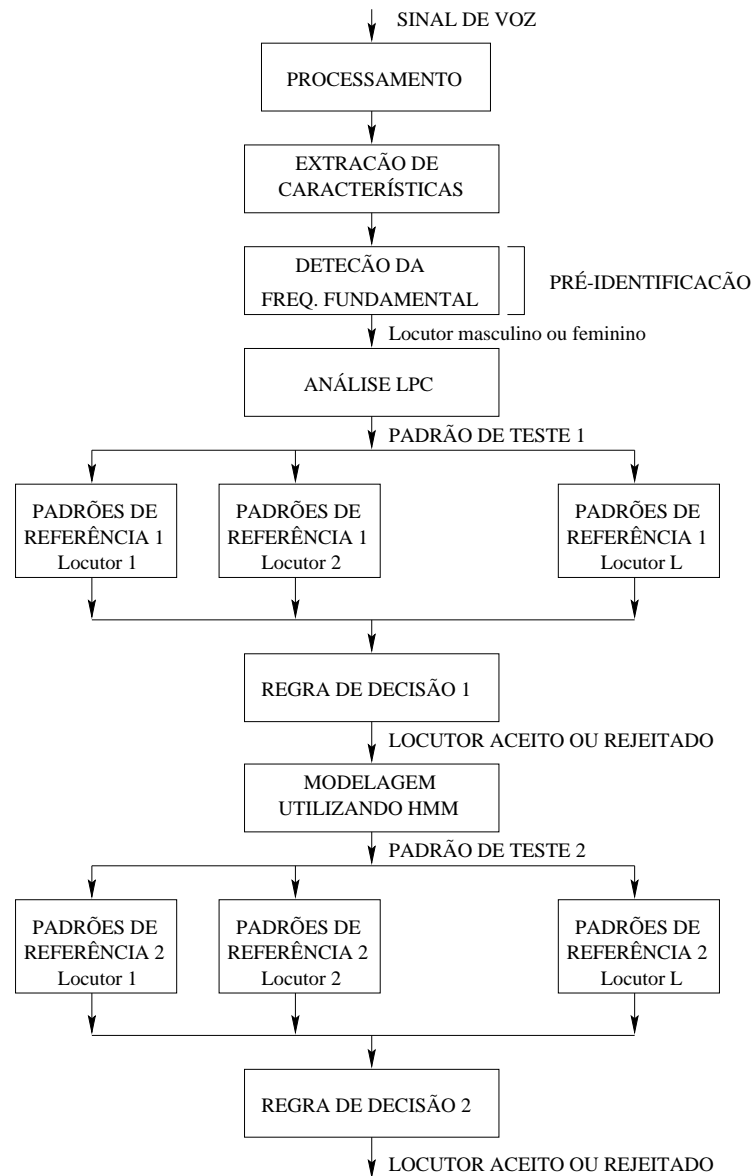 SINAL DE VOZ
PROCESSAMENTO
EXTRACÃO DE
CARACTERÍSTICAS
DETECÃO DA
FREQ. FUNDAMENTAL
PRÉ-IDENTIFICACÃO
Locutor masculino ou feminino
ANÁLISE LPC
PADRÃO DE TESTE 1
PADRÕES DE
REFERÊNCIA 1
Locutor 1
PADRÕES DE
REFERÊNCIA 1
Locutor 2
PADRÕES DE
REFERÊNCIA 1
Locutor L
REGRA DE DECISÃO 1
LOCUTOR ACEITO OU REJEITADO
MODELAGEM
UTILIZANDO HMM
PADRÃO DE TESTE 2
PADRÕES DE
REFERÊNCIA 2
Locutor 1
PADRÕES DE
REFERÊNCIA 2
Locutor 2
PADRÕES DE
REFERÊNCIA 2
Locutor L
REGRA DE DECISÃO 2
LOCUTOR ACEITO OU REJEITADO